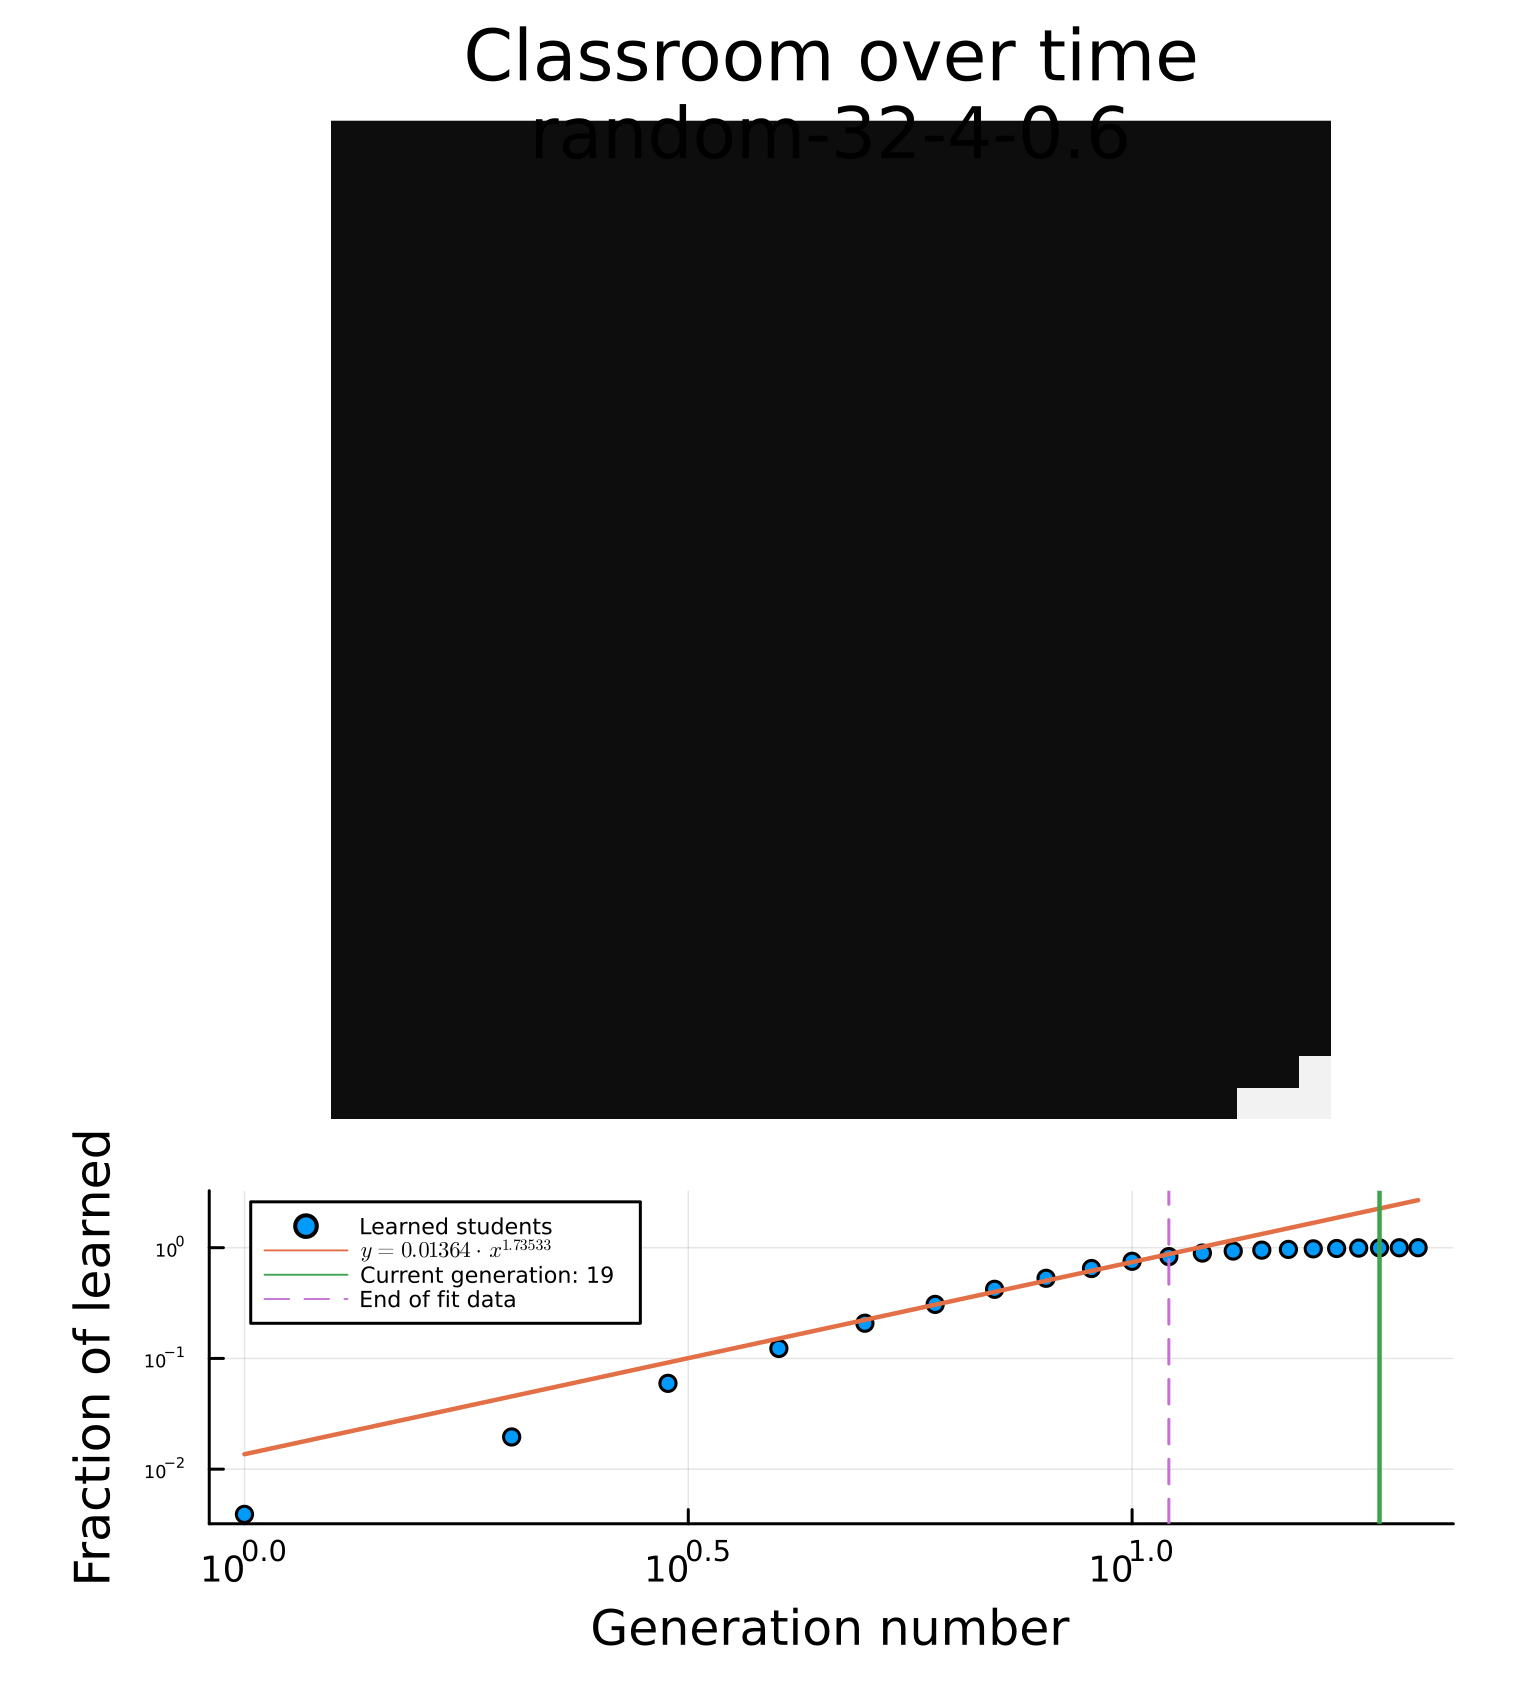 Classroom over time
random-32-4-0.6
Fraction of learned
Learned students
y = 0.01364 · x^1.73533
Current generation: 19
End of fit data
10^0
10^−1
10^−2
10^0.0
10^0.5
10^1.0
Generation number